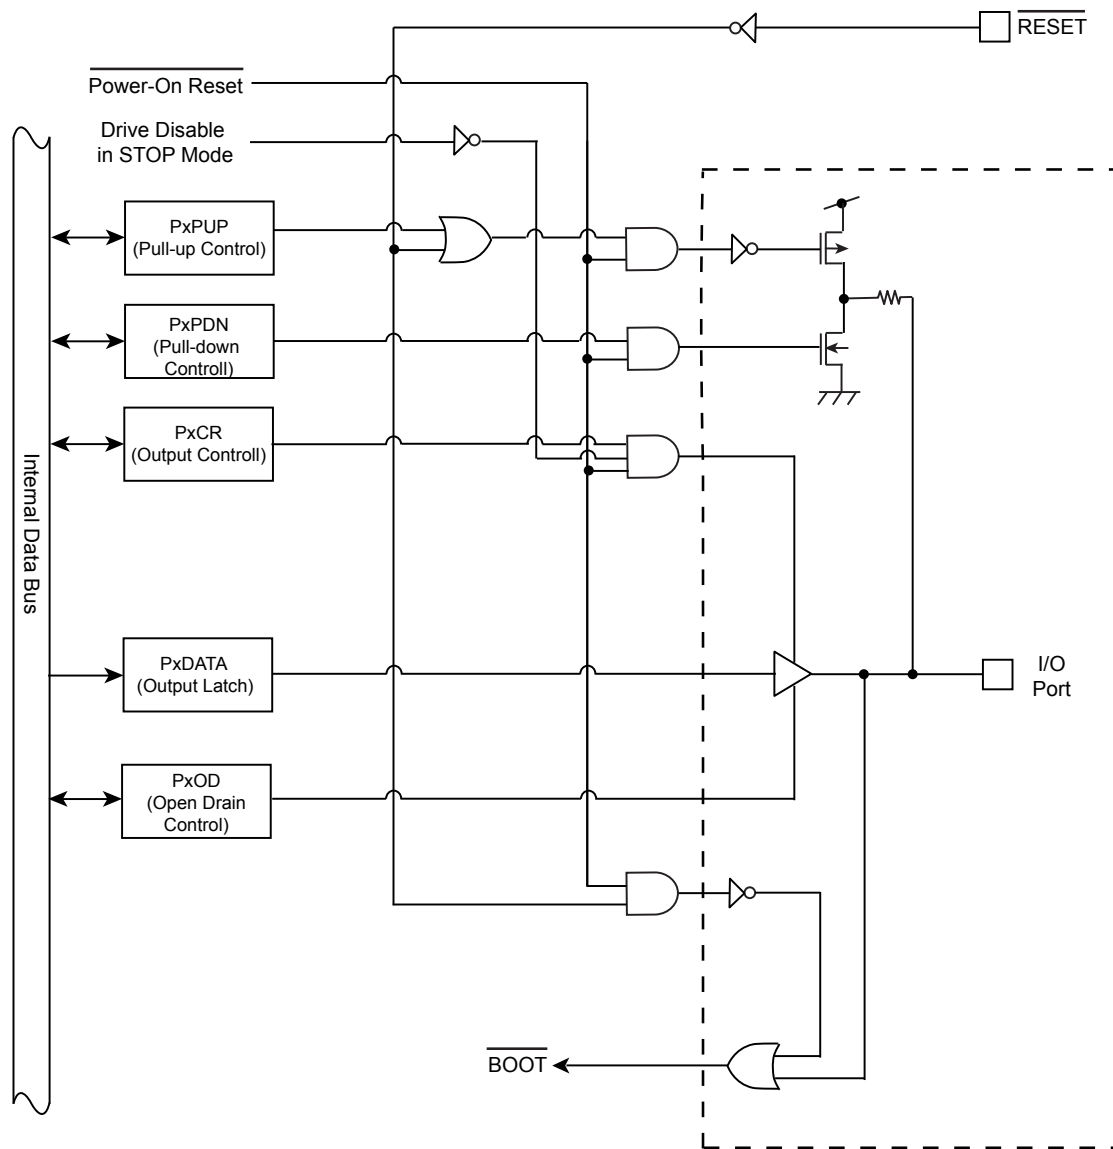 RESET
Power-On Reset
Drive Disable
in STOP Mode
PxPUP
(Pull-up Control)
PxPDN
(Pull-down
Controll)
PxCR
(Output Controll)
Internal Data Bus
PxDATA
(Output Latch)
I/O
Port
PxOD
(Open Drain
Control)
BOOT